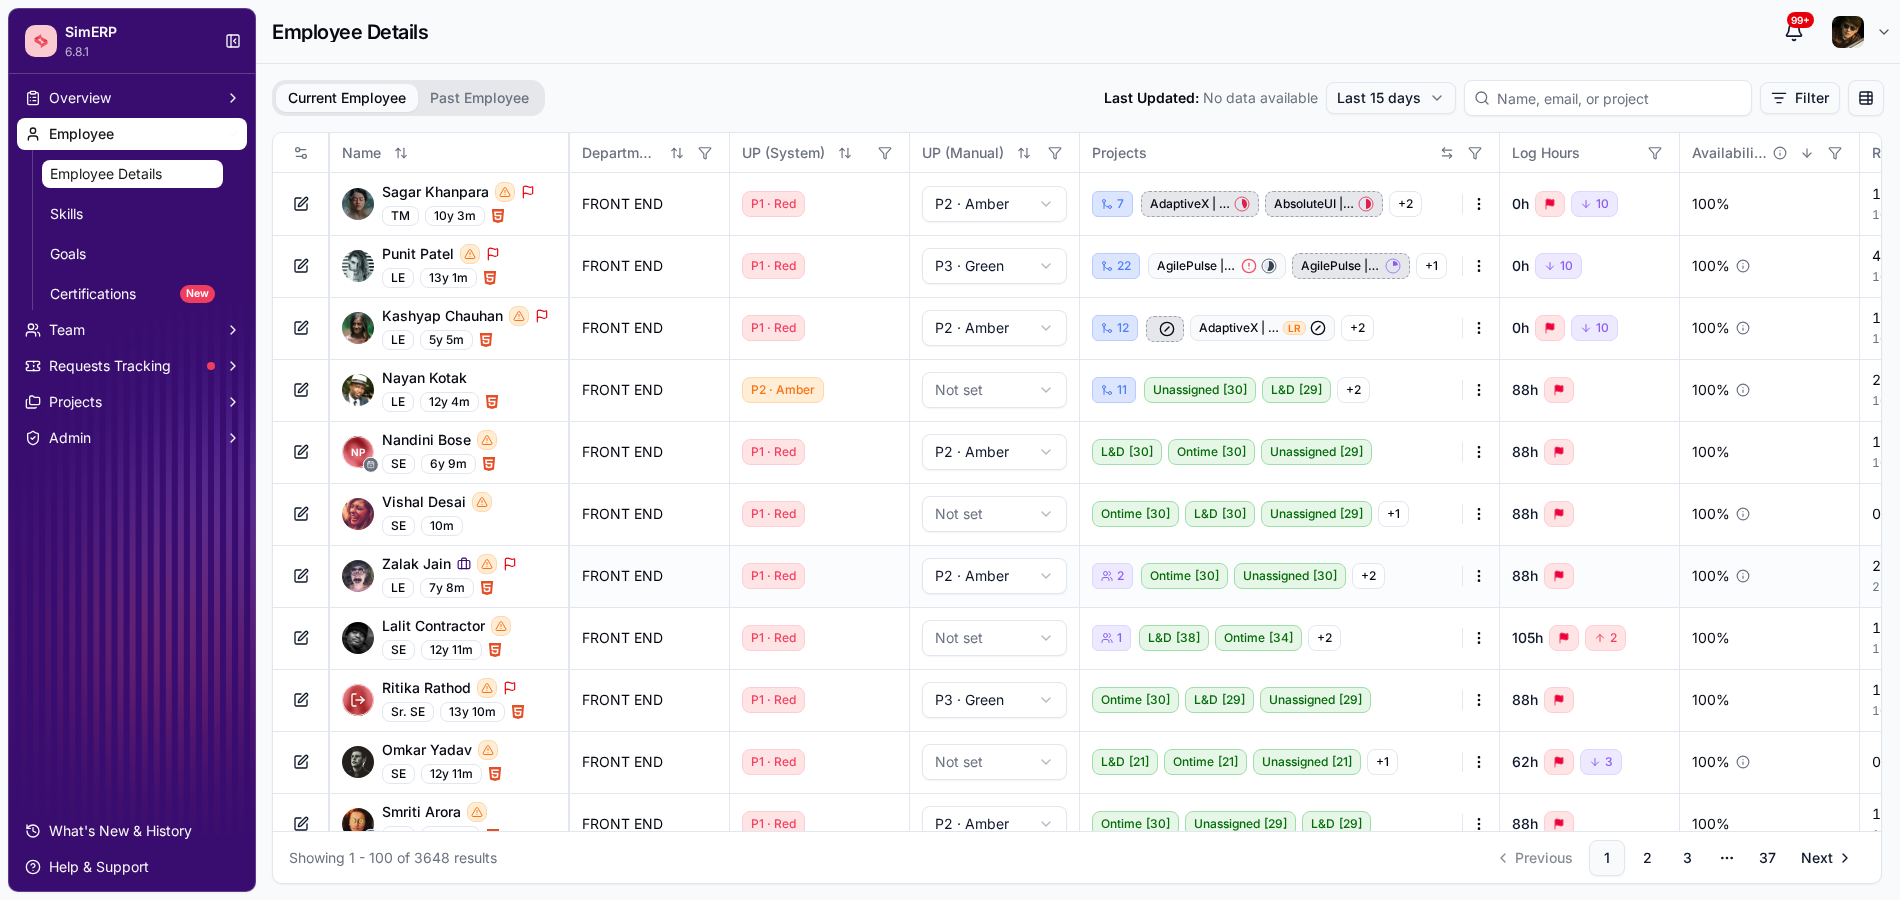 SimERP
6.8.1
Overview
Employee
Employee Details
Skills
Goals
Certifications New
Team
Requests Tracking
Projects
Admin
What's New & History
Help & Support
Employee Details
99+
Current Employee Past Employee
Last Updated: No data available Last 15 days Name, email, or project Filter
Name Departm... UP (System) UP (Manual) Projects Log Hours Availabili... R
Sagar Khanpara
TM 10y 3m
FRONT END P1 · Red P2 · Amber 7 AdaptiveX | ... AbsoluteUI |... +2 0h 10 100%
Punit Patel
LE 13y 1m
FRONT END P1 · Red P3 · Green 22 AgilePulse |... AgilePulse |... +1 0h 10 100%
Kashyap Chauhan
LE 5y 5m
FRONT END P1 · Red P2 · Amber 12 AdaptiveX | ... LR +2 0h 10 100%
Nayan Kotak
LE 12y 4m
FRONT END P2 · Amber Not set 11 Unassigned [30] L&D [29] +2 88h 100%
NP
Nandini Bose
SE 6y 9m
FRONT END P1 · Red P2 · Amber L&D [30] Ontime [30] Unassigned [29] 88h 100%
Vishal Desai
SE 10m
FRONT END P1 · Red Not set Ontime [30] L&D [30] Unassigned [29] +1 88h 100% 0
Zalak Jain
LE 7y 8m
FRONT END P1 · Red P2 · Amber 2 Ontime [30] Unassigned [30] +2 88h 100% 2
Lalit Contractor
SE 12y 11m
FRONT END P1 · Red Not set 1 L&D [38] Ontime [34] +2 105h 2 100%
Ritika Rathod
Sr. SE 13y 10m
FRONT END P1 · Red P3 · Green Ontime [30] L&D [29] Unassigned [29] 88h 100%
Omkar Yadav
SE 12y 11m
FRONT END P1 · Red Not set L&D [21] Ontime [21] Unassigned [21] +1 62h 3 100% 0
Smriti Arora
FRONT END P1 · Red P2 · Amber Ontime [30] Unassigned [29] L&D [29] 88h 100%
Showing 1 - 100 of 3648 results Previous 1 2 3 ... 37 Next